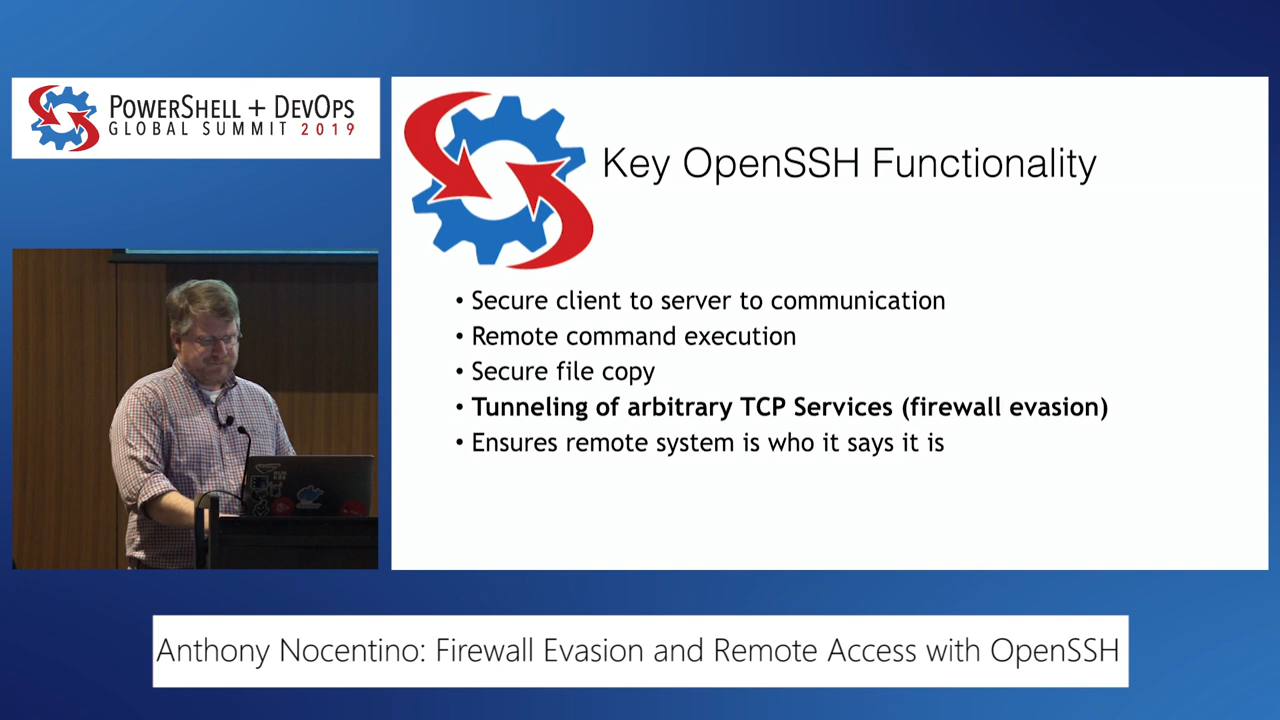 POWERSHELL + DEVOPS
GLOBAL SUMMIT 2019
Key OpenSSH Functionality
• Secure client to server to communication
• Remote command execution
• Secure file copy
• Tunneling of arbitrary TCP Services (firewall evasion)
• Ensures remote system is who it says it is
Anthony Nocentino: Firewall Evasion and Remote Access with OpenSSH